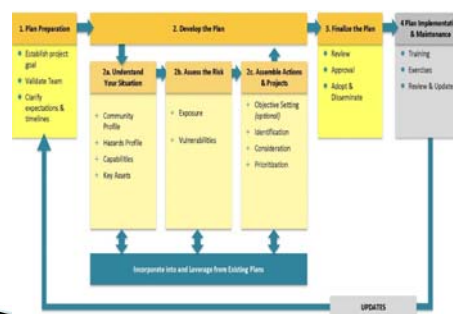 1. Plan Preparation
Establish project
goal
Validate Team
Clarify
expectations &
timelines
2. Develop the Plan
2a. Understand
Your Situation
Community
Profile
Hazards Profile
Capabilities
Key Assets
2b. Assess the Risk
Exposure
Vulnerabilities
2c. Assemble Actions
& Projects
Objective Setting
(optional)
Identification
Consideration
Prioritization
Incorporate into and Leverage from Existing Plans
3. Finalize the Plan
Review
Approval
Adopt &
Disseminate
4 Plan Implementa
& Maintenance
Training
Exercises
Review & Update
UPDATES